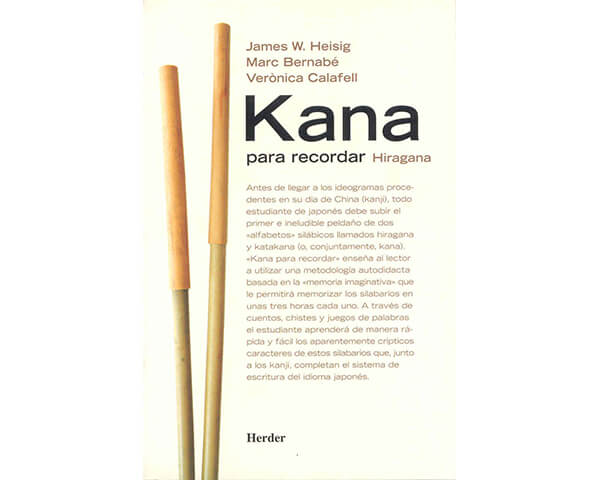 James W. Heisig
Marc Bernabé
Verònica Calafell
Kana
para recordar Hiragana
Antes de llegar a los ideogramas proce-
dentes en su día de China (kanji), todo
estudiante de japonés debe subir el
primer e ineludible peldaño de dos
«alfabetos» silábicos llamados hiragana
y katakana (o, conjuntamente, kana).
«Kana para recordar» enseña al lector
a utilizar una metodología autodidacta
basada en la «memoria imaginativa» que
le permitirá memorizar los silabarios en
unas tres horas cada uno. A través de
cuentos, chistes y juegos de palabras
el estudiante aprenderá de manera rá-
pida y fácil los aparentemente crípticos
caracteres de estos silabarios que, junto
a los kanji, completan el sistema de
escritura del idioma japonés.
Herder